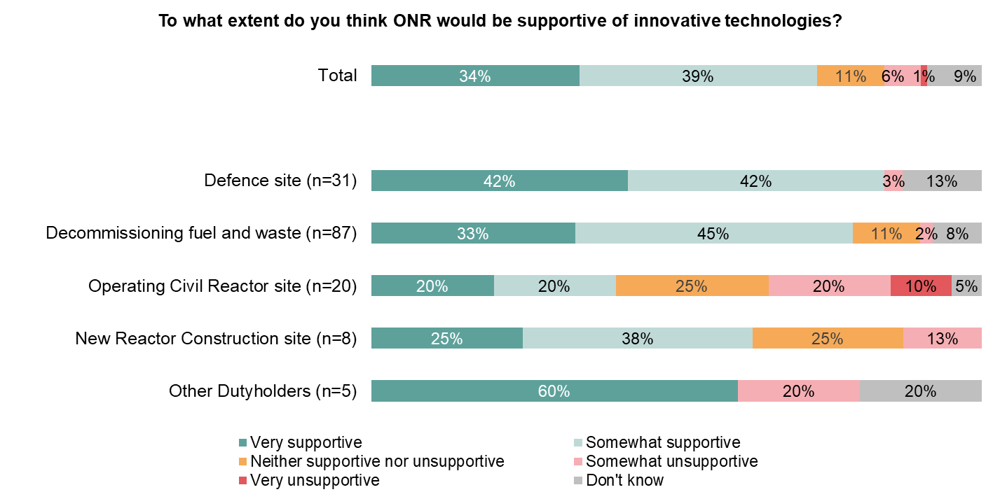 To what extent do you think ONR would be supportive of innovative technologies?
Total 34% 39% 11% 6% 1% 9%
Defence site (n=31) 42% 42% 3% 13%
Decommissioning fuel and waste (n=87) 33% 45% 11% 2% 8%
Operating Civil Reactor site (n=20) 20% 20% 25% 20% 10% 5%
New Reactor Construction site (n=8) 25% 38% 25% 13%
Other Dutyholders (n=5) 60% 20% 20%
Very supportive Somewhat supportive
Neither supportive nor unsupportive Somewhat unsupportive
Very unsupportive Don't know